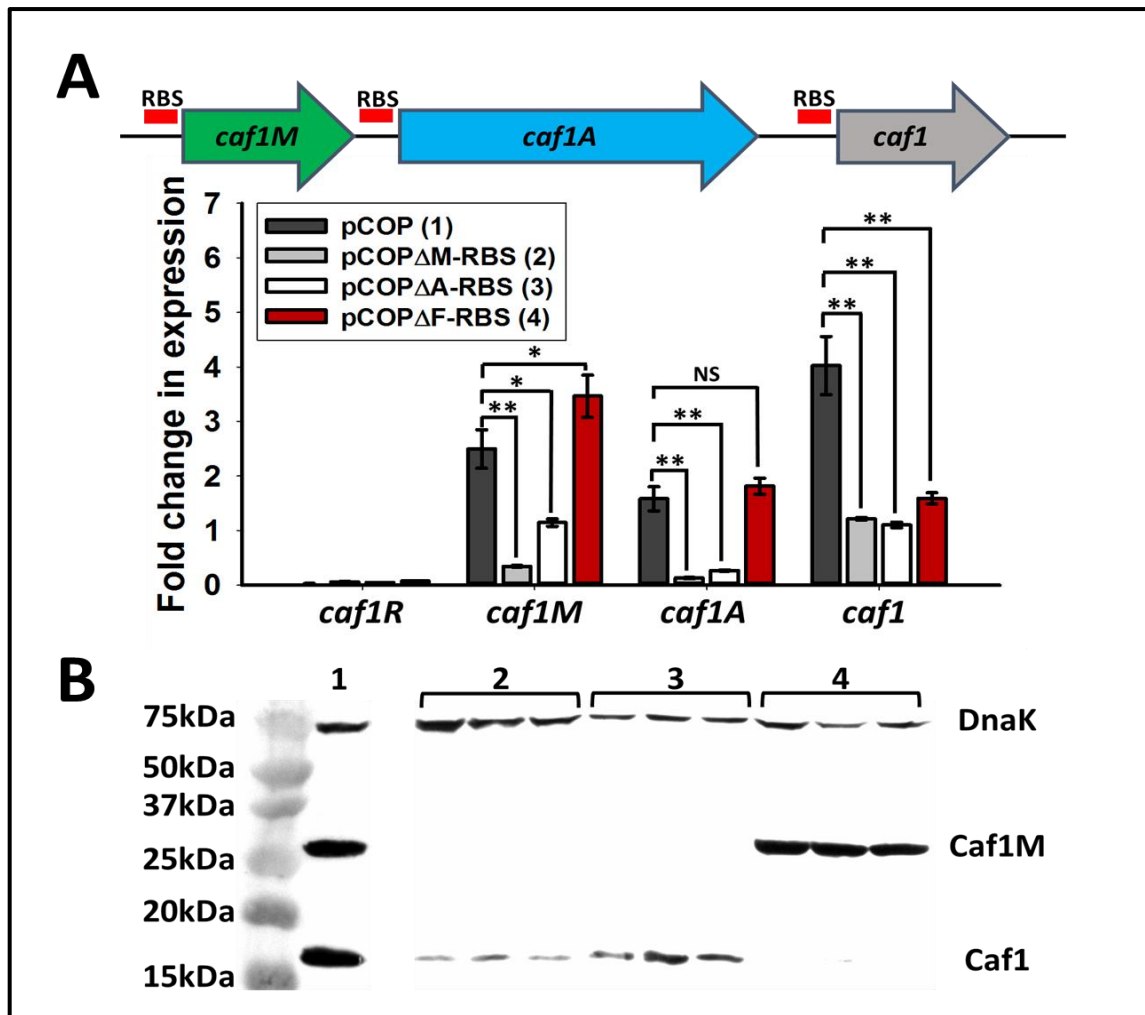 A
RBS
RBS
RBS
caf1M
caf1A
caf1
Fold change in expression
7
6
5
4
3
2
1
0
pCOP (1)
pCOPΔM-RBS (2)
pCOPΔA-RBS (3)
pCOPΔF-RBS (4)
*
*
**
NS
**
**
**
**
**
caf1R
caf1M
caf1A
caf1
B
1
2
3
4
75kDa
50kDa
37kDa
25kDa
20kDa
15kDa
DnaK
Caf1M
Caf1